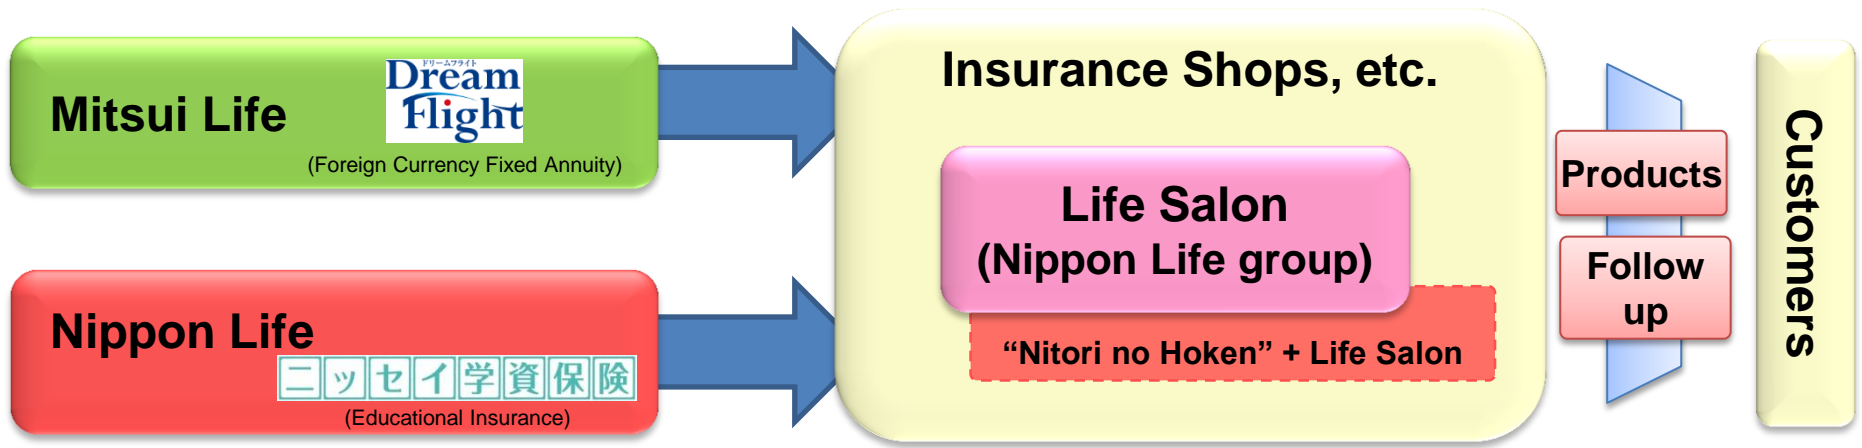 Mitsui Life
ドリームフライト
Dream
Flight
(Foreign Currency Fixed Annuity)
Nippon Life
ニッセイ学資保険
(Educational Insurance)
Insurance Shops, etc.
Life Salon
(Nippon Life group)
“Nitori no Hoken” + Life Salon
Products
Follow
up
Customers